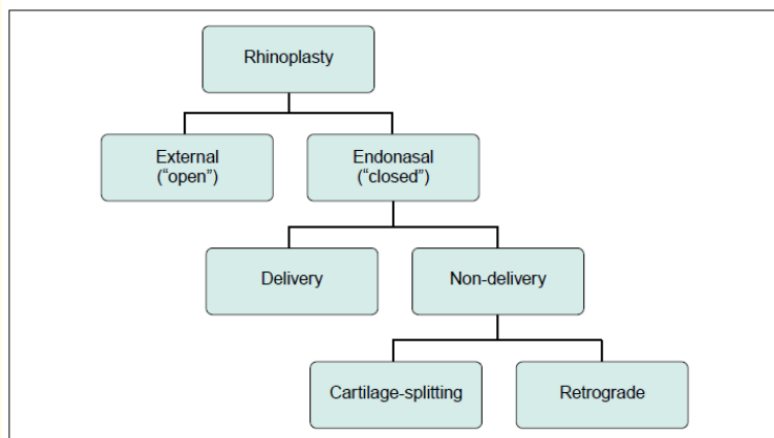 Rhinoplasty
External
(“open”)
Endonasal
(“closed”)
Delivery
Non-delivery
Cartilage-splitting
Retrograde